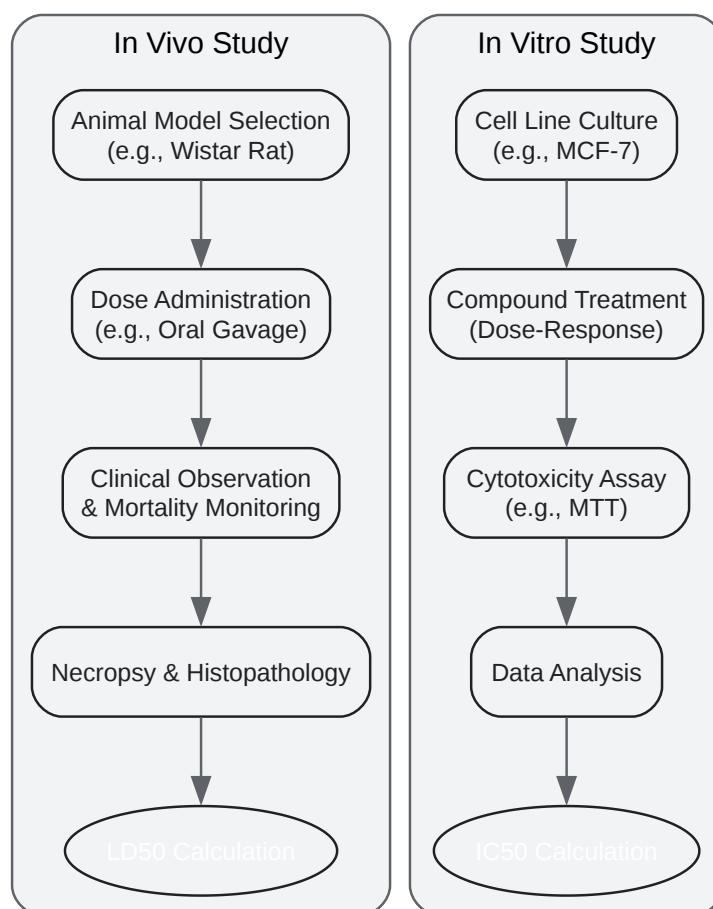 In Vivo Study
Animal Model Selection
(e.g., Wistar Rat)
Dose Administration
(e.g., Oral Gavage)
Clinical Observation
& Mortality Monitoring
Necropsy & Histopathology
LD50 Calculation
In Vitro Study
Cell Line Culture
(e.g., MCF-7)
Compound Treatment
(Dose-Response)
Cytotoxicity Assay
(e.g., MTT)
Data Analysis
IC50 Calculation